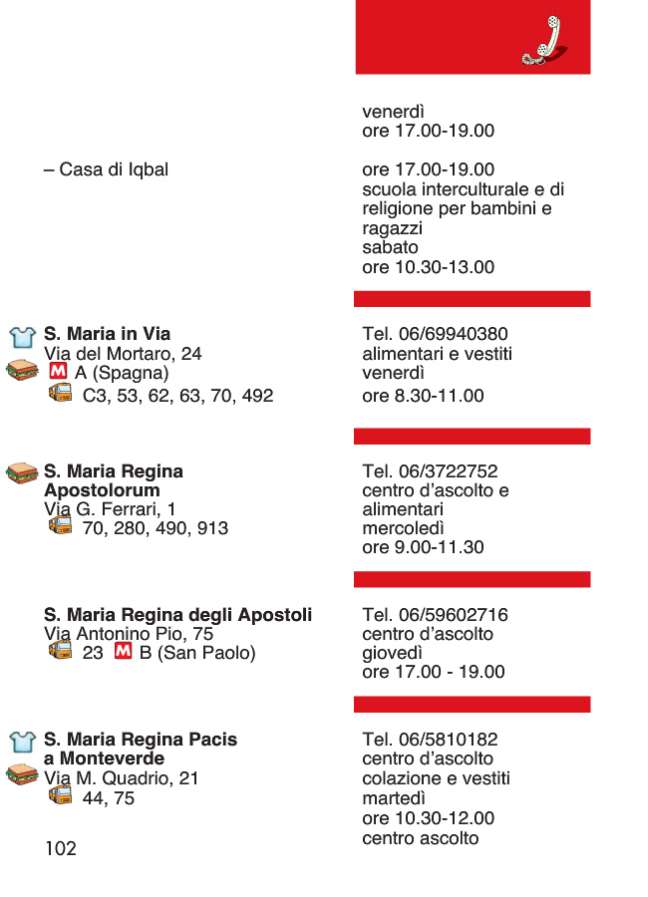 venerdì
ore 17.00-19.00
– Casa di Iqbal
ore 17.00-19.00
scuola interculturale e di
religione per bambini e
ragazzi
sabato
ore 10.30-13.00
S. Maria in Via
Via del Mortaro, 24
M A (Spagna)
C3, 53, 62, 63, 70, 492
Tel. 06/69940380
alimentari e vestiti
venerdì
ore 8.30-11.00
S. Maria Regina
Apostolorum
Via G. Ferrari, 1
70, 280, 490, 913
Tel. 06/3722752
centro d'ascolto e
alimentari
mercoledì
ore 9.00-11.30
S. Maria Regina degli Apostoli
Via Antonino Pio, 75
23 M B (San Paolo)
Tel. 06/59602716
centro d'ascolto
giovedì
ore 17.00 - 19.00
S. Maria Regina Pacis
a Monteverde
Via M. Quadrio, 21
44, 75
Tel. 06/5810182
centro d'ascolto
colazione e vestiti
martedì
ore 10.30-12.00
centro ascolto
102